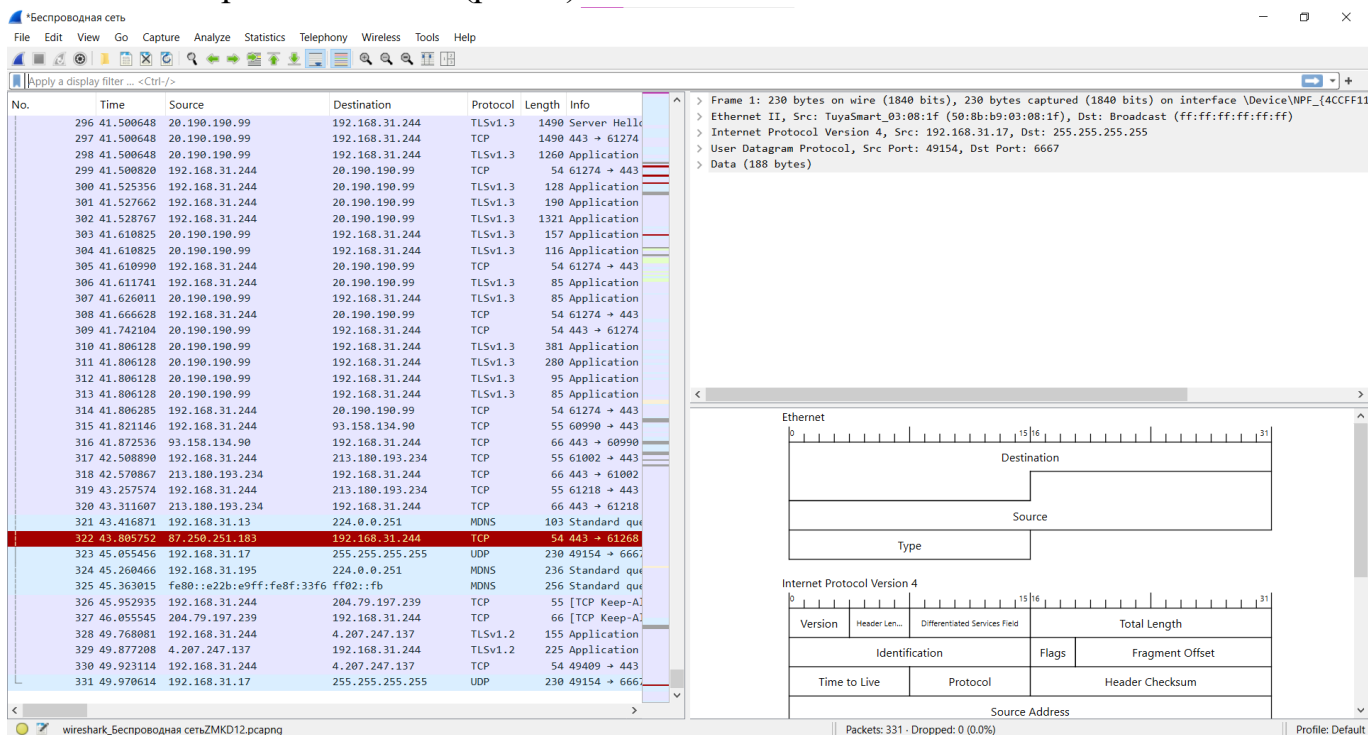 *Беспроводная сеть
File Edit View Go Capture Analyze Statistics Telephony Wireless Tools Help
Apply a display filter ... <Ctrl-/>
No. Time Source Destination Protocol Length Info
296 41.500648 20.190.190.99 192.168.31.244 TLSv1.3 1490 Server Hello
297 41.500648 20.190.190.99 192.168.31.244 TCP 1490 443 → 61274
298 41.500648 20.190.190.99 192.168.31.244 TLSv1.3 1260 Application
299 41.500820 192.168.31.244 20.190.190.99 TCP 54 61274 → 443
300 41.525356 192.168.31.244 20.190.190.99 TLSv1.3 128 Application
301 41.527662 192.168.31.244 20.190.190.99 TLSv1.3 190 Application
302 41.528767 192.168.31.244 20.190.190.99 TLSv1.3 1321 Application
303 41.610825 20.190.190.99 192.168.31.244 TLSv1.3 157 Application
304 41.610825 20.190.190.99 192.168.31.244 TLSv1.3 116 Application
305 41.610990 192.168.31.244 20.190.190.99 TCP 54 61274 → 443
306 41.611741 192.168.31.244 20.190.190.99 TLSv1.3 85 Application
307 41.626011 20.190.190.99 192.168.31.244 TLSv1.3 85 Application
308 41.666628 192.168.31.244 20.190.190.99 TCP 54 61274 → 443
309 41.742104 20.190.190.99 192.168.31.244 TCP 54 443 → 61274
310 41.806128 20.190.190.99 192.168.31.244 TLSv1.3 381 Application
311 41.806128 20.190.190.99 192.168.31.244 TLSv1.3 280 Application
312 41.806128 20.190.190.99 192.168.31.244 TLSv1.3 95 Application
313 41.806128 20.190.190.99 192.168.31.244 TLSv1.3 85 Application
314 41.806285 192.168.31.244 20.190.190.99 TCP 54 61274 → 443
315 41.821146 192.168.31.244 93.158.134.90 TCP 55 60990 → 443
316 41.872536 93.158.134.90 192.168.31.244 TCP 66 443 → 60990
317 42.508890 192.168.31.244 213.180.193.234 TCP 55 61002 → 443
318 42.570867 213.180.193.234 192.168.31.244 TCP 66 443 → 61002
319 43.257574 192.168.31.244 213.180.193.234 TCP 55 61218 → 443
320 43.311607 213.180.193.234 192.168.31.244 TCP 66 443 → 61218
321 43.416871 192.168.31.13 224.0.0.251 MDNS 103 Standard que
322 43.805752 87.250.251.183 192.168.31.244 TCP 54 443 → 61268
323 45.055456 192.168.31.17 255.255.255.255 UDP 230 49154 → 6667
324 45.260466 192.168.31.195 224.0.0.251 MDNS 236 Standard que
325 45.363015 fe80::e22b:e9ff:fe8f:33f6 ff02::fb MDNS 256 Standard que
326 45.952935 192.168.31.244 204.79.197.239 TCP 55 [TCP Keep-Al
327 46.055545 204.79.197.239 192.168.31.244 TCP 66 [TCP Keep-Al
328 49.768081 192.168.31.244 4.207.247.137 TLSv1.2 155 Application
329 49.877208 4.207.247.137 192.168.31.244 TLSv1.2 225 Application
330 49.923114 192.168.31.244 4.207.247.137 TCP 54 49409 → 443
331 49.970614 192.168.31.17 255.255.255.255 UDP 230 49154 → 6667
> Frame 1: 230 bytes on wire (1840 bits), 230 bytes captured (1840 bits) on interface \Device\NPF_{4CCFF11
> Ethernet II, Src: TuyaSmart_03:08:1f (50:8b:b9:03:08:1f), Dst: Broadcast (ff:ff:ff:ff:ff:ff)
> Internet Protocol Version 4, Src: 192.168.31.17, Dst: 255.255.255.255
> User Datagram Protocol, Src Port: 49154, Dst Port: 6667
> Data (188 bytes)
Ethernet
0 15 16 31
Destination
Source
Type
Internet Protocol Version 4
0 15 16 31
Version Header Len... Differentiated Services Field Total Length
Identification Flags Fragment Offset
Time to Live Protocol Header Checksum
Source Address
wireshark_Беспроводная сетьZMKD12.pcapng Packets: 331 · Dropped: 0 (0.0%) Profile: Default